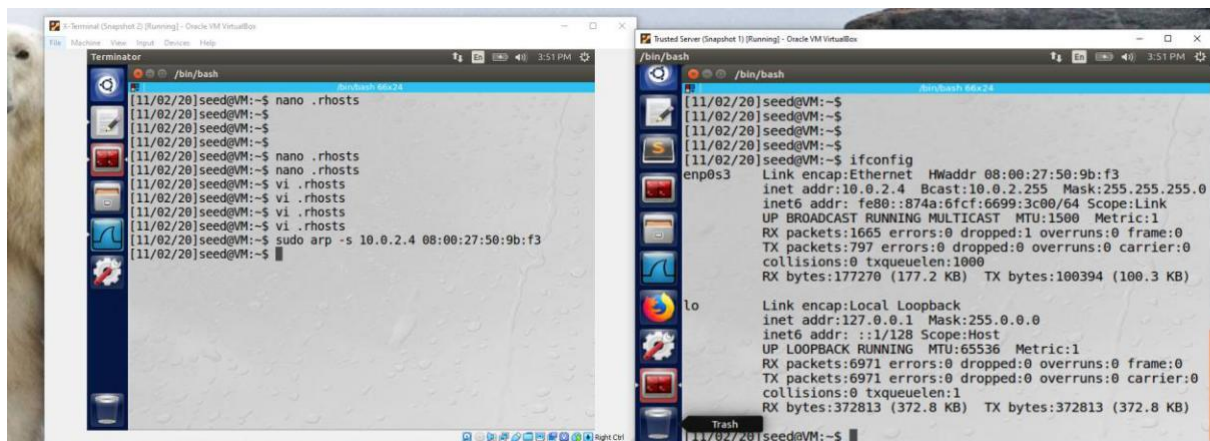 X-Terminal (Snapshot 2) [Running] - Oracle VM VirtualBox
File Machine View Input Devices Help
Terminator
En
3:51 PM
/bin/bash
/bin/bash 66x24
[11/02/20]seed@VM:~$ nano .rhosts
[11/02/20]seed@VM:~$
[11/02/20]seed@VM:~$
[11/02/20]seed@VM:~$
[11/02/20]seed@VM:~$ nano .rhosts
[11/02/20]seed@VM:~$ nano .rhosts
[11/02/20]seed@VM:~$ vi .rhosts
[11/02/20]seed@VM:~$ vi .rhosts
[11/02/20]seed@VM:~$ vi .rhosts
[11/02/20]seed@VM:~$ vi .rhosts
[11/02/20]seed@VM:~$ sudo arp -s 10.0.2.4 08:00:27:50:9b:f3
[11/02/20]seed@VM:~$
Right Ctrl
Trusted Server (Snapshot 1) [Running] - Oracle VM VirtualBox
/bin/bash
En
3:51 PM
/bin/bash
/bin/bash 66x24
[11/02/20]seed@VM:~$
[11/02/20]seed@VM:~$
[11/02/20]seed@VM:~$
[11/02/20]seed@VM:~$
[11/02/20]seed@VM:~$ ifconfig
enp0s3 Link encap:Ethernet HWaddr 08:00:27:50:9b:f3
inet addr:10.0.2.4 Bcast:10.0.2.255 Mask:255.255.255.0
inet6 addr: fe80::874a:6fcf:6699:3c00/64 Scope:Link
UP BROADCAST RUNNING MULTICAST MTU:1500 Metric:1
RX packets:1665 errors:0 dropped:1 overruns:0 frame:0
TX packets:797 errors:0 dropped:0 overruns:0 carrier:0
collisions:0 txqueuelen:1000
RX bytes:177270 (177.2 KB) TX bytes:100394 (100.3 KB)
lo Link encap:Local Loopback
inet addr:127.0.0.1 Mask:255.0.0.0
inet6 addr: ::1/128 Scope:Host
UP LOOPBACK RUNNING MTU:65536 Metric:1
RX packets:6971 errors:0 dropped:0 overruns:0 frame:0
TX packets:6971 errors:0 dropped:0 overruns:0 carrier:0
collisions:0 txqueuelen:1
RX bytes:372813 (372.8 KB) TX bytes:372813 (372.8 KB)
Trash
[11/02/20]seed@VM:~$